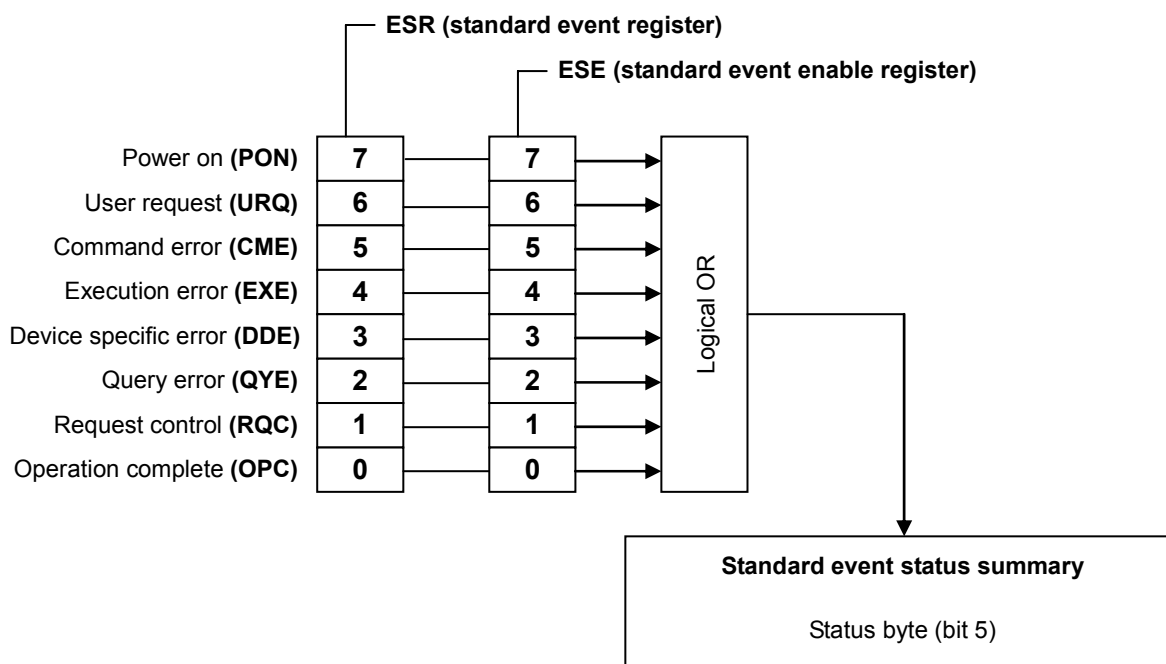 ESR (standard event register)
ESE (standard event enable register)
Power on (PON) 7 7
User request (URQ) 6 6
Command error (CME) 5 5
Execution error (EXE) 4 4
Device specific error (DDE) 3 3
Query error (QYE) 2 2
Request control (RQC) 1 1
Operation complete (OPC) 0 0
Logical OR
Standard event status summary
Status byte (bit 5)